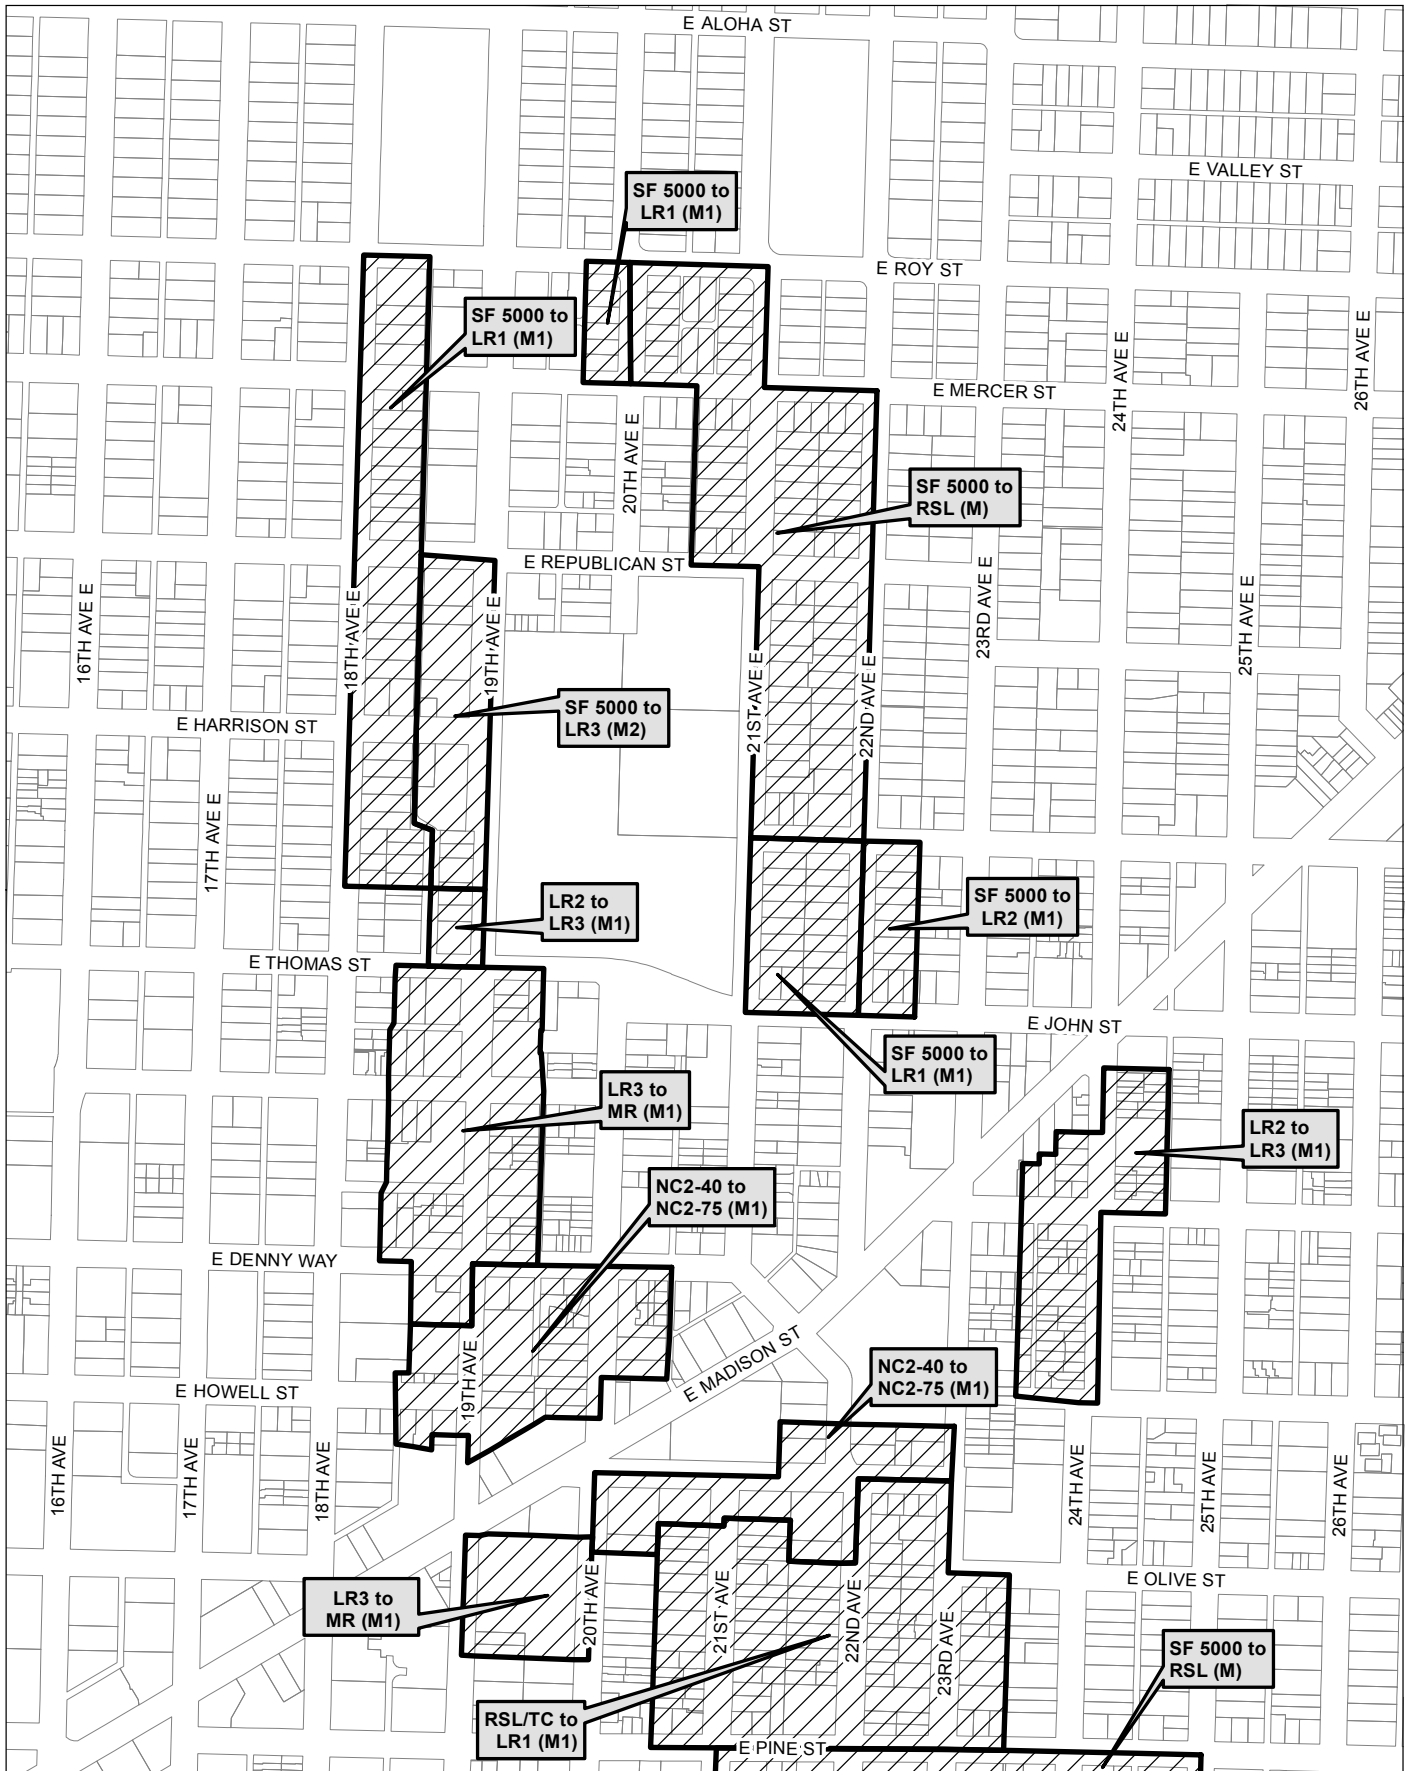 E ALOHA ST
E VALLEY ST
SF 5000 to
LR1 (M1)
E ROY ST
SF 5000 to
LR1 (M1)
E MERCER ST
24TH AVE E
26TH AVE E
20TH AVE E
SF 5000 to
RSL (M)
E REPUBLICAN ST
16TH AVE E
18TH AVE E
19TH AVE E
23RD AVE E
25TH AVE E
21ST AVE E
22ND AVE E
SF 5000 to
LR3 (M2)
E HARRISON ST
17TH AVE E
LR2 to
LR3 (M1)
SF 5000 to
LR2 (M1)
E THOMAS ST
E JOHN ST
SF 5000 to
LR1 (M1)
LR3 to
MR (M1)
LR2 to
LR3 (M1)
NC2-40 to
NC2-75 (M1)
E DENNY WAY
E MADISON ST
19TH AVE
NC2-40 to
NC2-75 (M1)
E HOWELL ST
16TH AVE
17TH AVE
18TH AVE
24TH AVE
25TH AVE
26TH AVE
E OLIVE ST
LR3 to
MR (M1)
20TH AVE
21ST AVE
22ND AVE
23RD AVE
SF 5000 to
RSL (M)
RSL/TC to
LR1 (M1)
E PINE ST